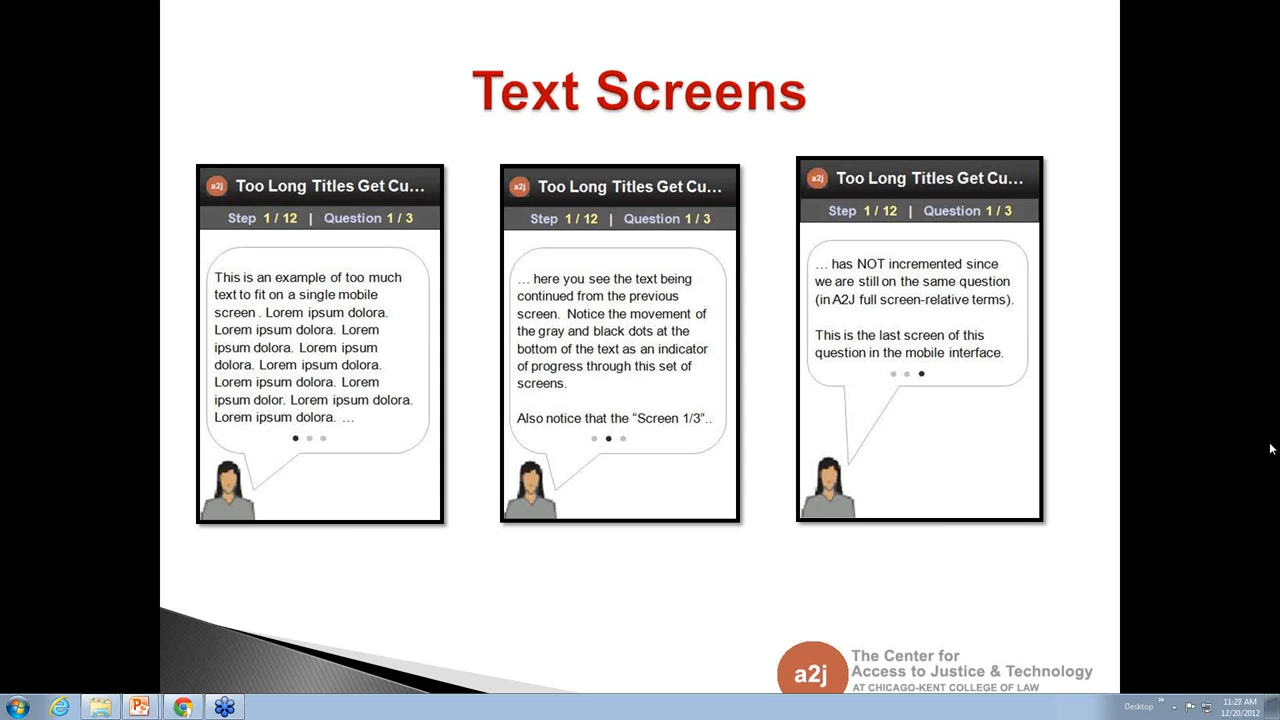 Text Screens
a2j Too Long Titles Get Cu...
Step 1 / 12 | Question 1 / 3
This is an example of too much
text to fit on a single mobile
screen . Lorem ipsum dolora.
Lorem ipsum dolora. Lorem
ipsum dolora. Lorem ipsum
dolora. Lorem ipsum dolora.
Lorem ipsum dolora. Lorem
ipsum dolor. Lorem ipsum dolora.
Lorem ipsum dolora. ...
a2j Too Long Titles Get Cu...
Step 1 / 12 | Question 1 / 3
... here you see the text being
continued from the previous
screen. Notice the movement of
the gray and black dots at the
bottom of the text as an indicator
of progress through this set of
screens.
Also notice that the “Screen 1/3”..
a2j Too Long Titles Get Cu...
Step 1 / 12 | Question 1 / 3
... has NOT incremented since
we are still on the same question
(in A2J full screen-relative terms).
This is the last screen of this
question in the mobile interface.
a2j
The Center for
Access to Justice & Technology
AT CHICAGO-KENT COLLEGE OF LAW
Desktop
11:27 AM
12/20/2012